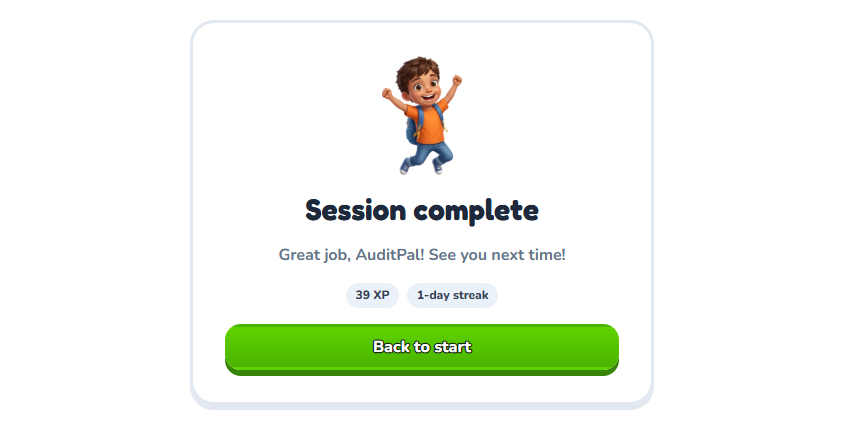 Session complete
Great job, AuditPal! See you next time!
39 XP
1-day streak
Back to start